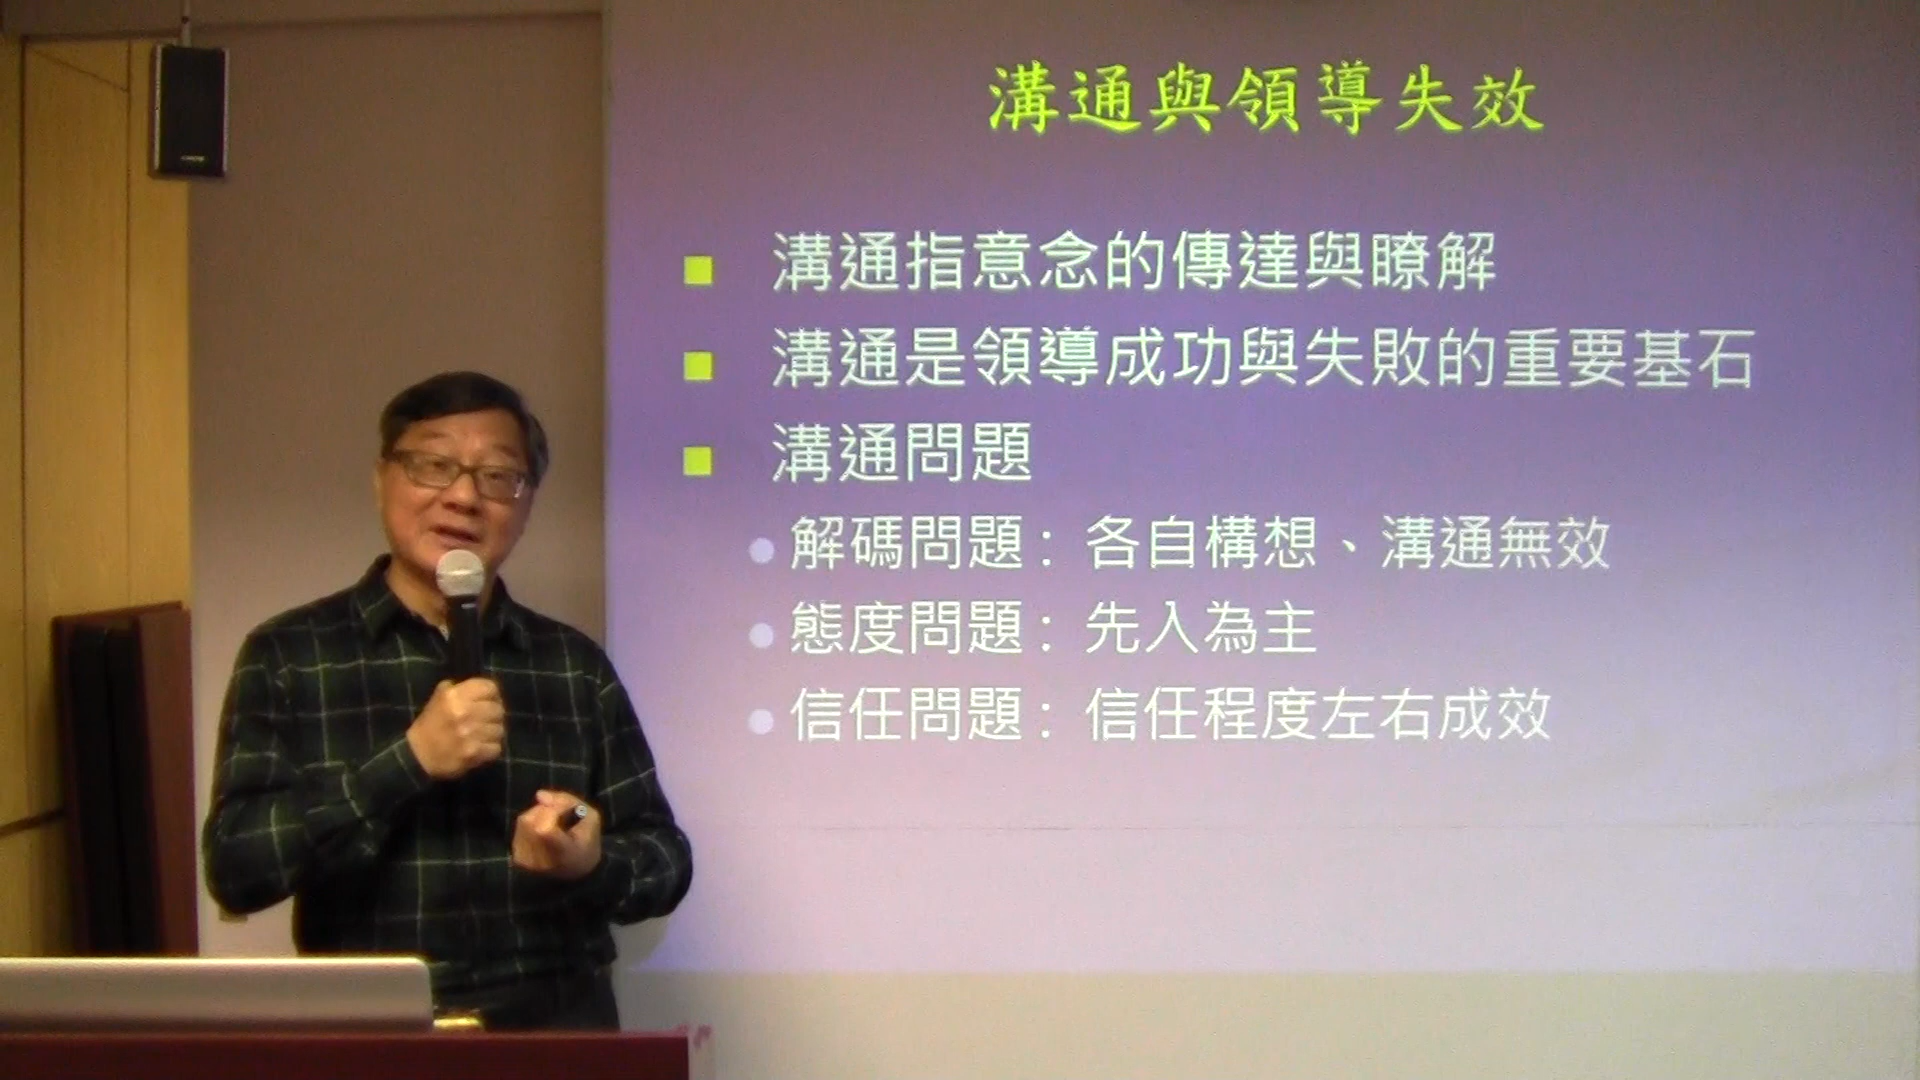 溝通與領導失效
溝通指意念的傳達與瞭解
溝通是領導成功與失敗的重要基石
溝通問題
解碼問題：各自構想、溝通無效
態度問題：先入為主
信任問題：信任程度左右成效